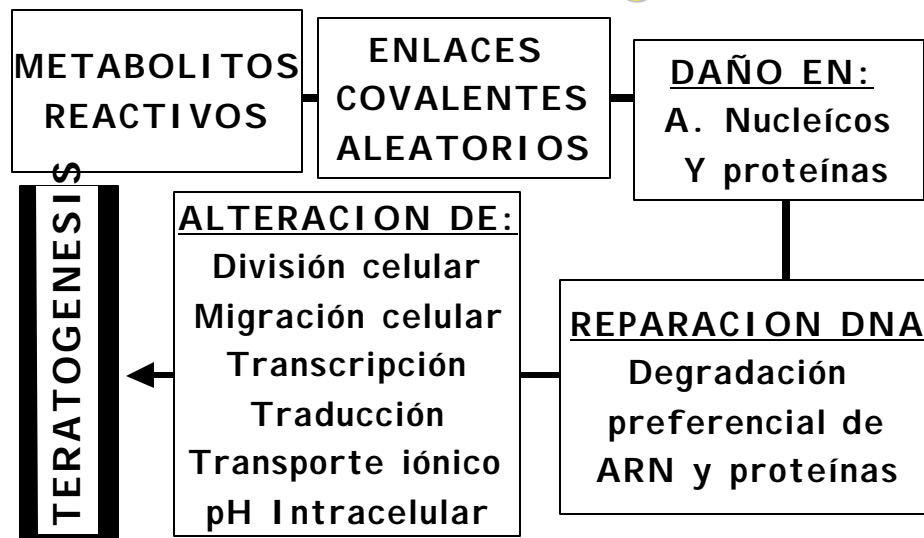 METABOLITOS
REACTIVOS
ENLACES
COVALENTES
ALEATORIOS
DAÑO EN:
A. Nucleícos
Y proteínas
REPARACION DNA
Degradación
preferencial de
ARN y proteínas
ALTERACION DE:
División celular
Migración celular
Transcripción
Traducción
Transporte iónico
pH Intracelular
TERATOGENESIS